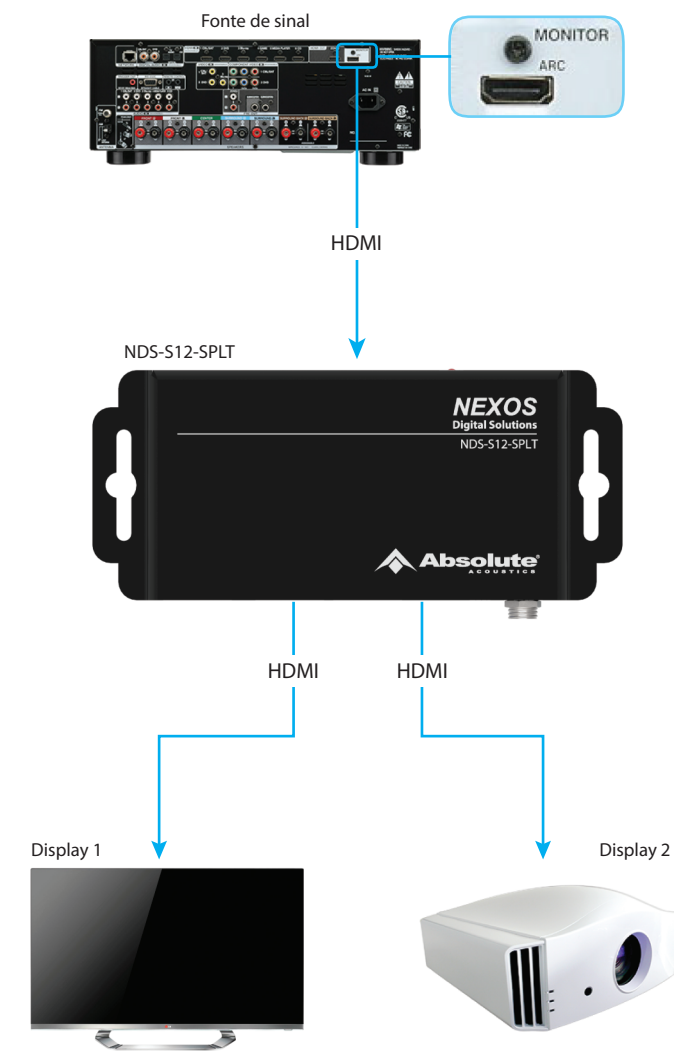 Fonte de sinal
MONITOR
ARC
HDMI
NDS-S12-SPLT
NEXOS
Digital Solutions
NDS-S12-SPLT
Absolute
ACOUSTICS
HDMI
HDMI
Display 1
Display 2